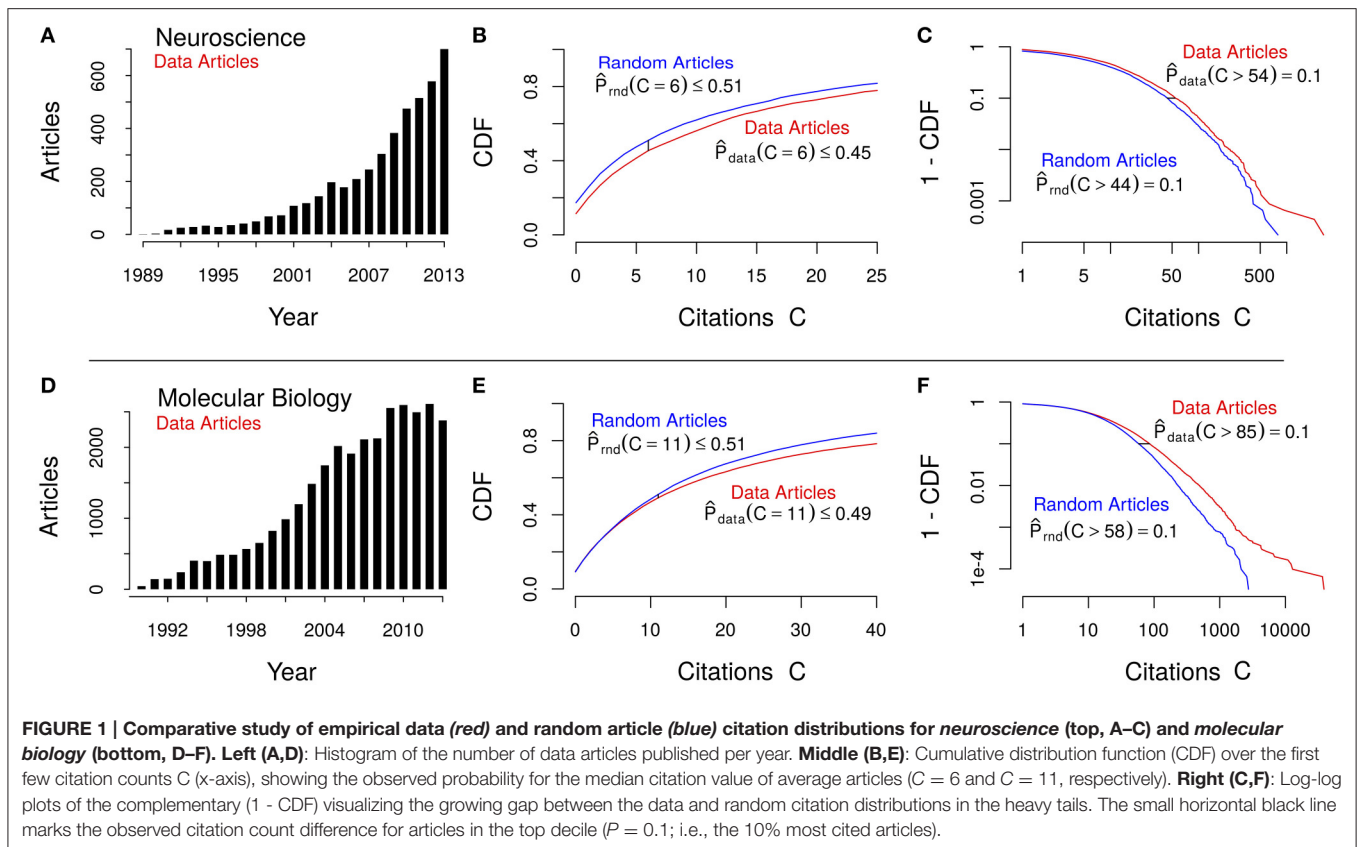 A
Neuroscience
Data Articles
Articles
0 200 400 600
1989 1995 2001 2007 2013
Year
B
Random Articles
P̂rnd(C = 6) ≤ 0.51
Data Articles
P̂data(C = 6) ≤ 0.45
CDF
0.0 0.4 0.8
0 5 10 15 20 25
Citations C
C
Data Articles
P̂data(C > 54) = 0.1
Random Articles
P̂rnd(C > 44) = 0.1
1 - CDF
0.001 0.1 1
1 5 50 500
Citations C
D
Molecular Biology
Data Articles
Articles
0 1000 2000
1992 1998 2004 2010
Year
E
Random Articles
P̂rnd(C = 11) ≤ 0.51
Data Articles
P̂data(C = 11) ≤ 0.49
CDF
0.0 0.4 0.8
0 10 20 30 40
Citations C
F
Data Articles
P̂data(C > 85) = 0.1
Random Articles
P̂rnd(C > 58) = 0.1
1 - CDF
1e-4 0.01 1
1 10 100 1000 10000
Citations C
FIGURE 1 | Comparative study of empirical data (red) and random article (blue) citation distributions for neuroscience (top, A–C) and molecular
biology (bottom, D–F). Left (A,D): Histogram of the number of data articles published per year. Middle (B,E): Cumulative distribution function (CDF) over the first
few citation counts C (x-axis), showing the observed probability for the median citation value of average articles (C = 6 and C = 11, respectively). Right (C,F): Log-log
plots of the complementary (1 - CDF) visualizing the growing gap between the data and random citation distributions in the heavy tails. The small horizontal black line
marks the observed citation count difference for articles in the top decile (P = 0.1; i.e., the 10% most cited articles).